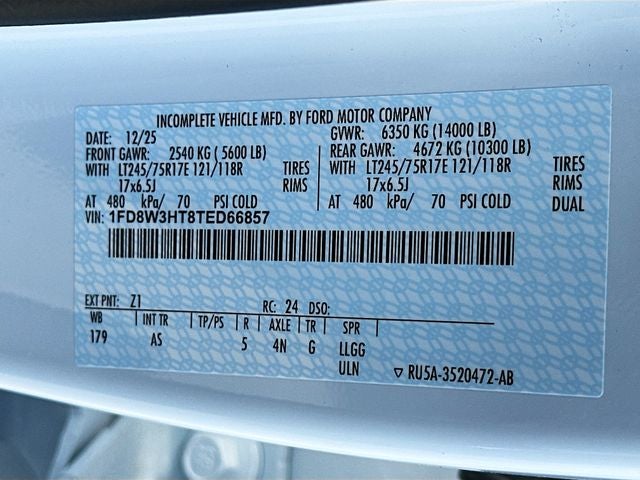 INCOMPLETE VEHICLE MFD. BY FORD MOTOR COMPANY
DATE: 12/25 GVWR: 6350 KG (14000 LB)
FRONT GAWR: 2540 KG ( 5600 LB) REAR GAWR: 4672 KG (10300 LB)
WITH LT245/75R17E 121/118R TIRES WITH LT245/75R17E 121/118R TIRES
17x6.5J RIMS 17x6.5J RIMS
AT 480 kPa/ 70 PSI COLD AT 480 kPa/ 70 PSI COLD DUAL
VIN: 1FD8W3HT8TED66857
EXT PNT: Z1 RC: 24 DSO:
WB INT TR TP/PS R AXLE TR SPR
179 AS 5 4N G LLGG
ULN ▽ RU5A-3520472-AB